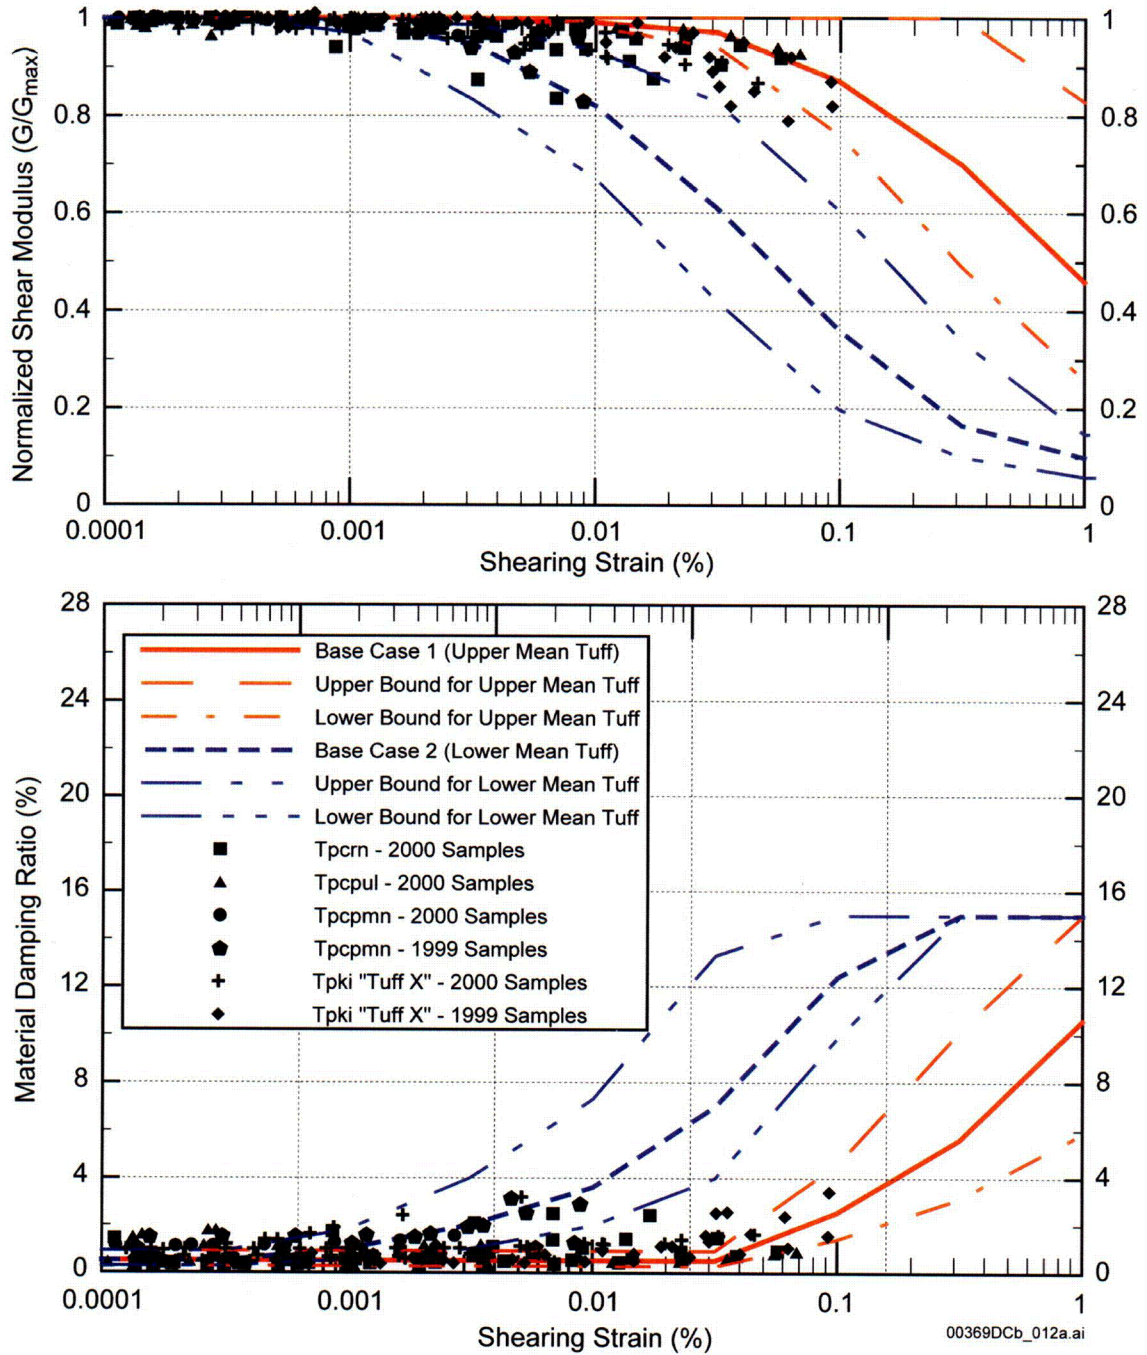 Normalized Shear Modulus (G/Gmax)
1
0.8
0.6
0.4
0.2
0
1
0.8
0.6
0.4
0.2
0
0.0001
0.001
0.01
0.1
1
Shearing Strain (%)
Material Damping Ratio (%)
28
24
20
16
12
8
4
0
28
24
20
16
12
8
4
0
Base Case 1 (Upper Mean Tuff)
Upper Bound for Upper Mean Tuff
Lower Bound for Upper Mean Tuff
Base Case 2 (Lower Mean Tuff)
Upper Bound for Lower Mean Tuff
Lower Bound for Lower Mean Tuff
Tpcrn - 2000 Samples
Tpcpul - 2000 Samples
Tpcpmn - 2000 Samples
Tpcpmn - 1999 Samples
Tpki "Tuff X" - 2000 Samples
Tpki "Tuff X" - 1999 Samples
0.0001
0.001
0.01
0.1
1
Shearing Strain (%)
00369DCb_012a.ai